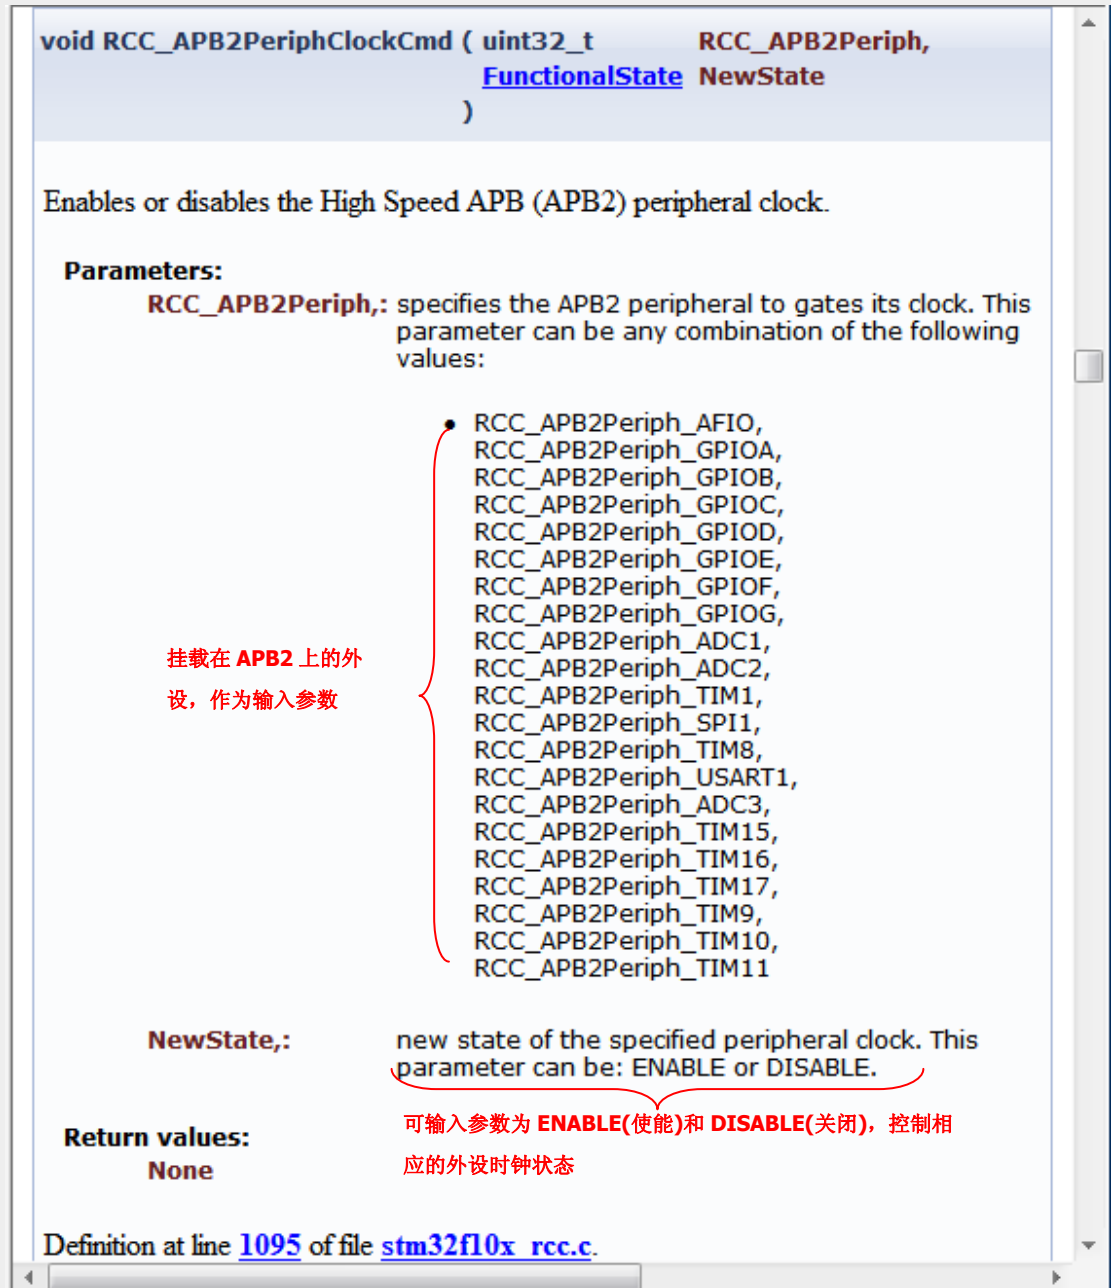 void RCC_APB2PeriphClockCmd ( uint32_t RCC_APB2Periph,
FunctionalState NewState
)
Enables or disables the High Speed APB (APB2) peripheral clock.
Parameters:
RCC_APB2Periph,: specifies the APB2 peripheral to gates its clock. This
parameter can be any combination of the following
values:
• RCC_APB2Periph_AFIO,
RCC_APB2Periph_GPIOA,
RCC_APB2Periph_GPIOB,
RCC_APB2Periph_GPIOC,
RCC_APB2Periph_GPIOD,
RCC_APB2Periph_GPIOE,
RCC_APB2Periph_GPIOF,
RCC_APB2Periph_GPIOG,
RCC_APB2Periph_ADC1,
RCC_APB2Periph_ADC2,
RCC_APB2Periph_TIM1,
RCC_APB2Periph_SPI1,
RCC_APB2Periph_TIM8,
RCC_APB2Periph_USART1,
RCC_APB2Periph_ADC3,
RCC_APB2Periph_TIM15,
RCC_APB2Periph_TIM16,
RCC_APB2Periph_TIM17,
RCC_APB2Periph_TIM9,
RCC_APB2Periph_TIM10,
RCC_APB2Periph_TIM11
挂载在 APB2 上的外
设，作为输入参数
NewState,: new state of the specified peripheral clock. This
parameter can be: ENABLE or DISABLE.
可输入参数为 ENABLE(使能)和 DISABLE(关闭)，控制相
应的外设时钟状态
Return values:
None
Definition at line 1095 of file stm32f10x_rcc.c.